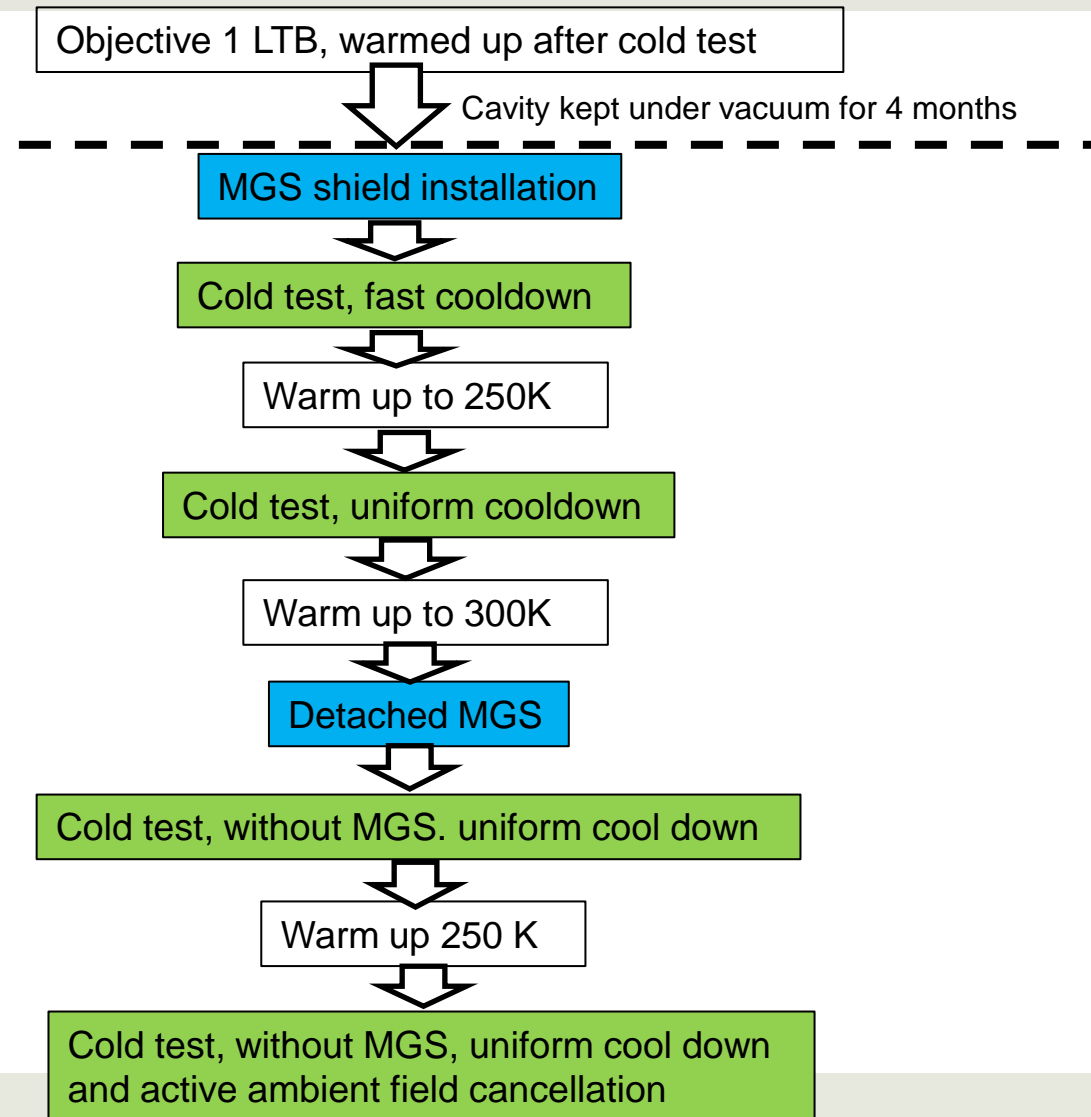 Objective 1 LTB, warmed up after cold test
Cavity kept under vacuum for 4 months
MGS shield installation
Cold test, fast cooldown
Warm up to 250K
Cold test, uniform cooldown
Warm up to 300K
Detached MGS
Cold test, without MGS. uniform cool down
Warm up 250 K
Cold test, without MGS, uniform cool down
and active ambient field cancellation